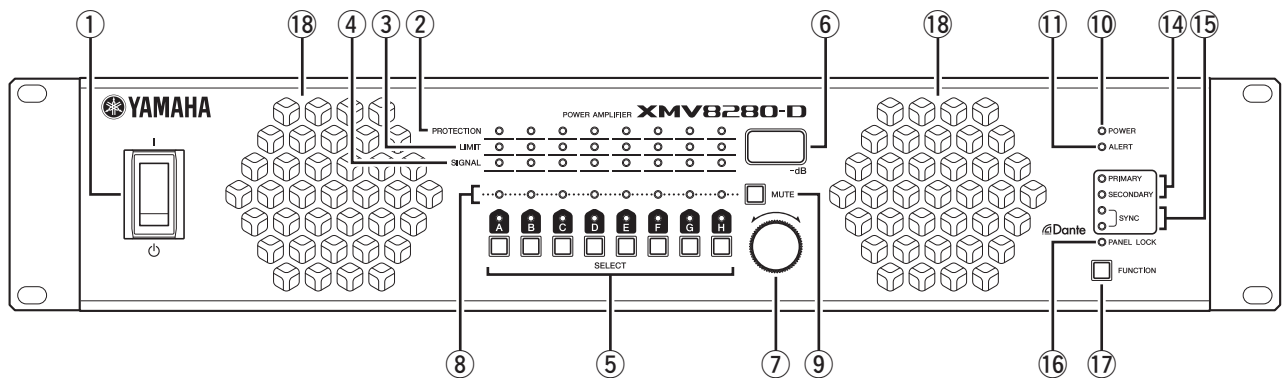 ① ⑱ ④ ③ ② ⑥ ⑱ ⑪ ⑩ ⑭ ⑮
YAMAHA
POWER AMPLIFIER XMV8280-D
PROTECTION
LIMIT
SIGNAL
-dB
MUTE
A B C D E F G H
SELECT
POWER
ALERT
PRIMARY
SECONDARY
SYNC
Dante
PANEL LOCK
FUNCTION
⑧ ⑤ ⑦ ⑨ ⑯ ⑰